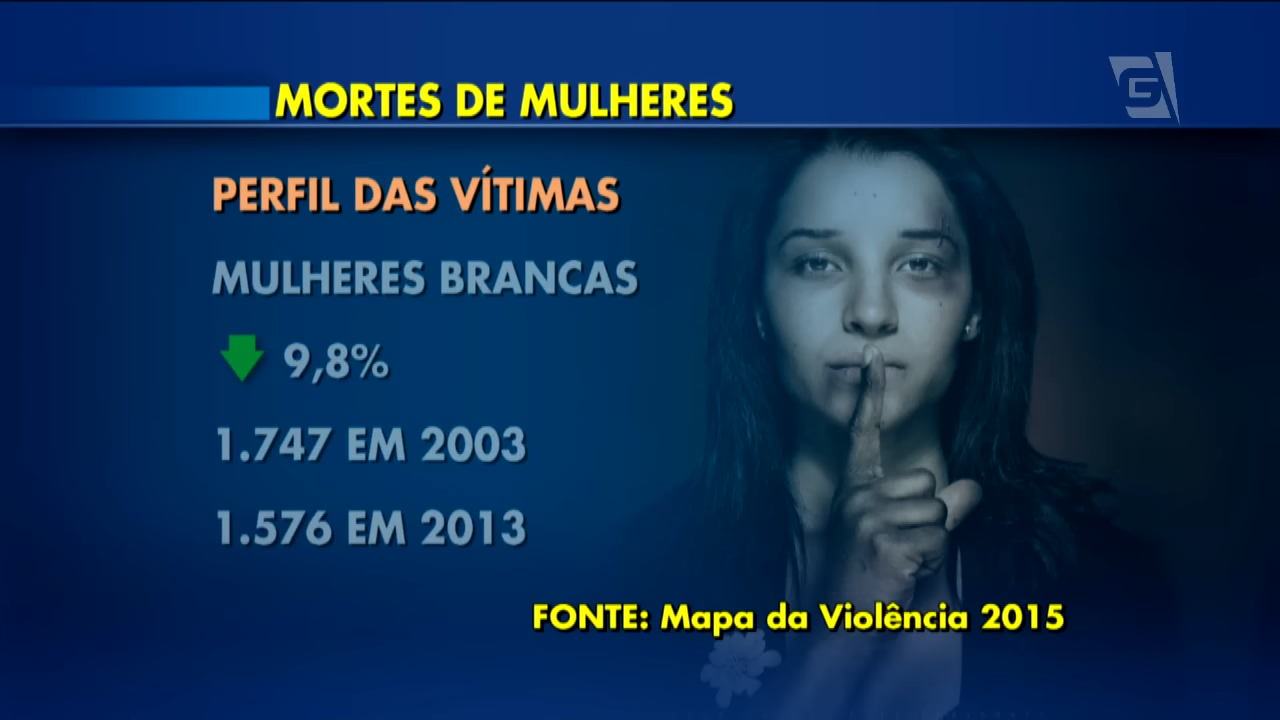 MORTES DE MULHERES
PERFIL DAS VÍTIMAS
MULHERES BRANCAS
9,8%
1.747 EM 2003
1.576 EM 2013
FONTE: Mapa da Violência 2015